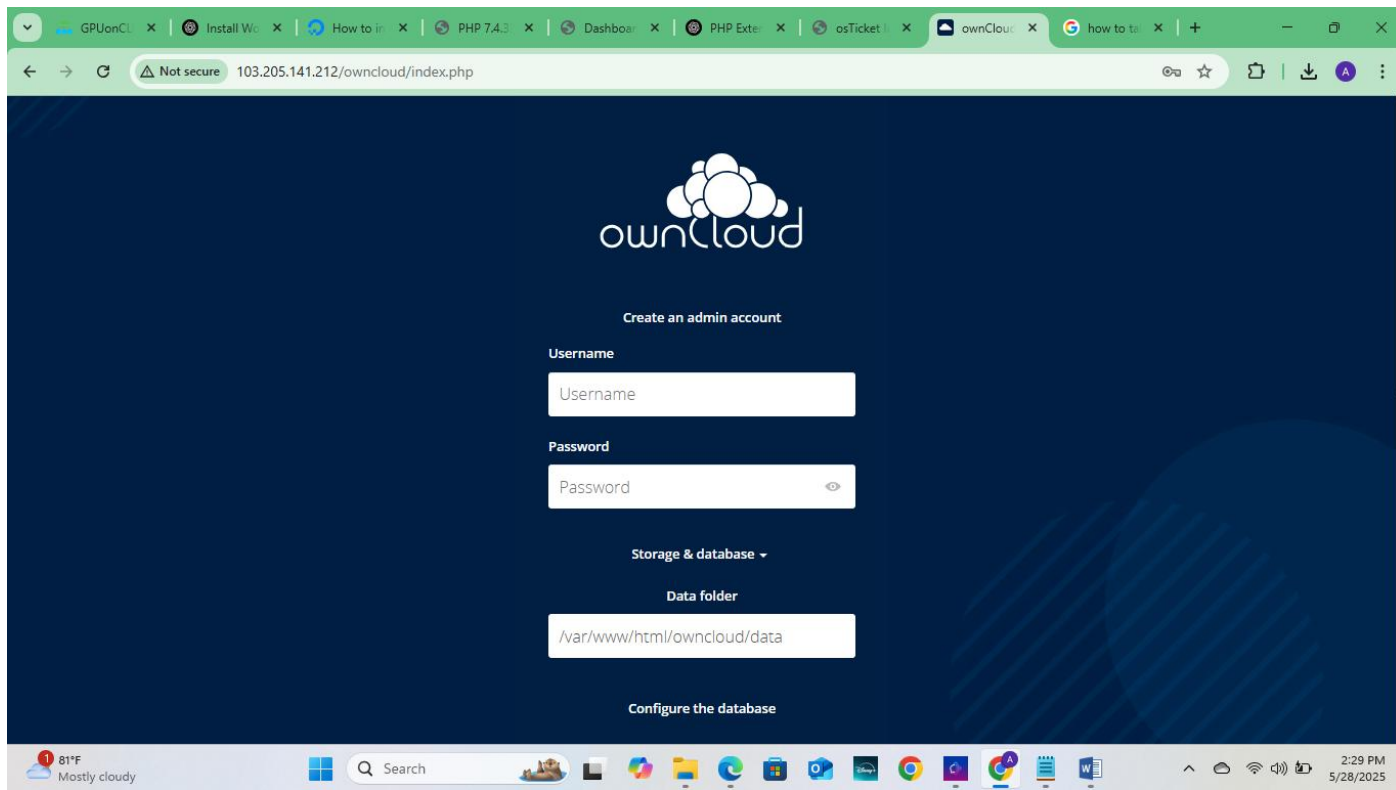 GPUonCL
Install Wo
How to in
PHP 7.4.3
Dashboar
PHP Exter
osTicket I
ownClou
how to ta
Not secure 103.205.141.212/owncloud/index.php
A
ownCloud
Create an admin account
Username
Username
Password
Password
Storage & database
Data folder
/var/www/html/owncloud/data
Configure the database
1
81°F
Mostly cloudy
Search
2:29 PM
5/28/2025